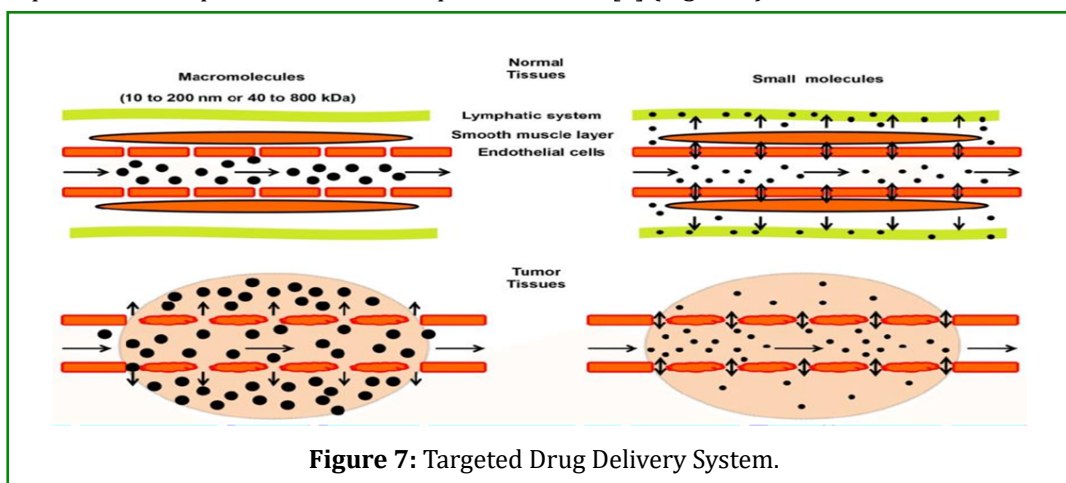 Normal
Tissues
Macromolecules
(10 to 200 nm or 40 to 800 kDa)
Small molecules
Lymphatic system
Smooth muscle layer
Endothelial cells
Tumor
Tissues
Figure 7: Targeted Drug Delivery System.